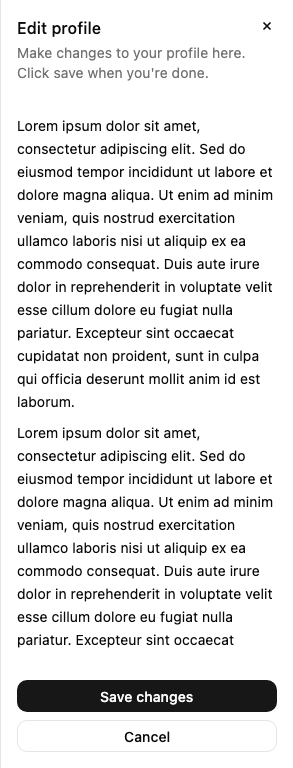 Edit profile
Make changes to your profile here.
Click save when you're done.
Lorem ipsum dolor sit amet,
consectetur adipiscing elit. Sed do
eiusmod tempor incididunt ut labore et
dolore magna aliqua. Ut enim ad minim
veniam, quis nostrud exercitation
ullamco laboris nisi ut aliquip ex ea
commodo consequat. Duis aute irure
dolor in reprehenderit in voluptate velit
esse cillum dolore eu fugiat nulla
pariatur. Excepteur sint occaecat
cupidatat non proident, sunt in culpa
qui officia deserunt mollit anim id est
laborum.
Lorem ipsum dolor sit amet,
consectetur adipiscing elit. Sed do
eiusmod tempor incididunt ut labore et
dolore magna aliqua. Ut enim ad minim
veniam, quis nostrud exercitation
ullamco laboris nisi ut aliquip ex ea
commodo consequat. Duis aute irure
dolor in reprehenderit in voluptate velit
esse cillum dolore eu fugiat nulla
pariatur. Excepteur sint occaecat
Save changes
Cancel